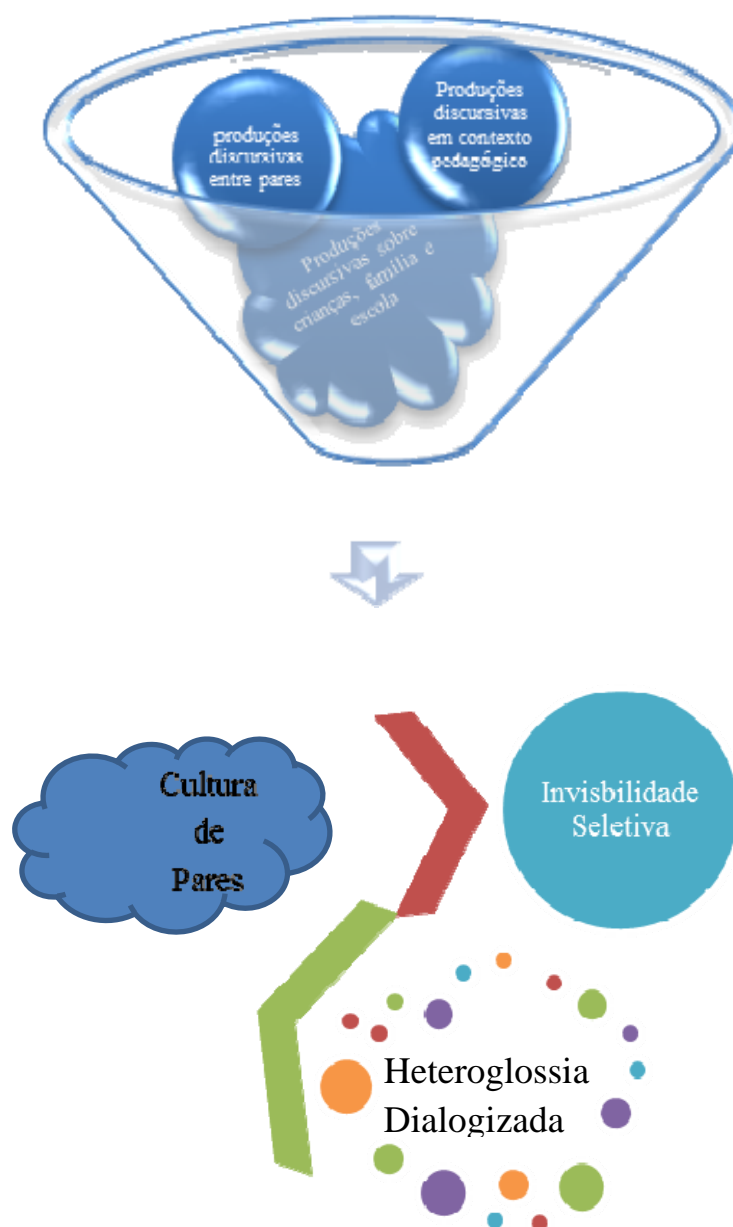 produções
discursivas
entre pares
Produções
discursivas
em contexto
pedagógico
Produções
discursivas sobre
crianças, família e
escola
Cultura
de
Pares
Invisbilidade
Seletiva
Heteroglossia
Dialogizada